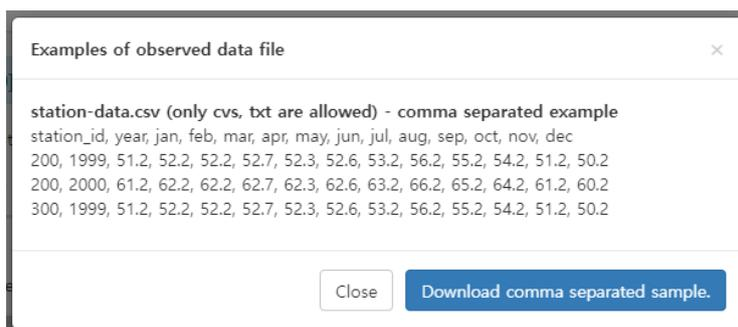 Examples of observed data file
×
station-data.csv (only cvs, txt are allowed) - comma separated example
station_id, year, jan, feb, mar, apr, may, jun, jul, aug, sep, oct, nov, dec
200, 1999, 51.2, 52.2, 52.2, 52.7, 52.3, 52.6, 53.2, 56.2, 55.2, 54.2, 51.2, 50.2
200, 2000, 61.2, 62.2, 62.2, 62.7, 62.3, 62.6, 63.2, 66.2, 65.2, 64.2, 61.2, 60.2
300, 1999, 51.2, 52.2, 52.2, 52.7, 52.3, 52.6, 53.2, 56.2, 55.2, 54.2, 51.2, 50.2
Close
Download comma separated sample.